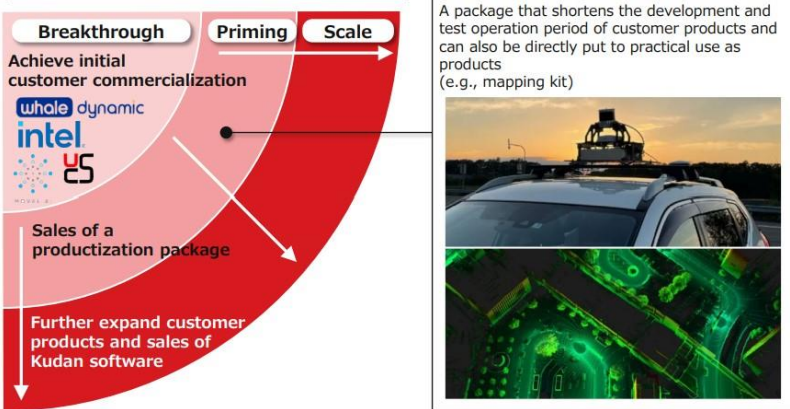 Breakthrough
Priming
Scale
Achieve initial
customer commercialization
whale dynamic
intel.
Sales of a
productization package
Further expand customer
products and sales of
Kudan software
A package that shortens the development and
test operation period of customer products and
can also be directly put to practical use as
products
(e.g., mapping kit)